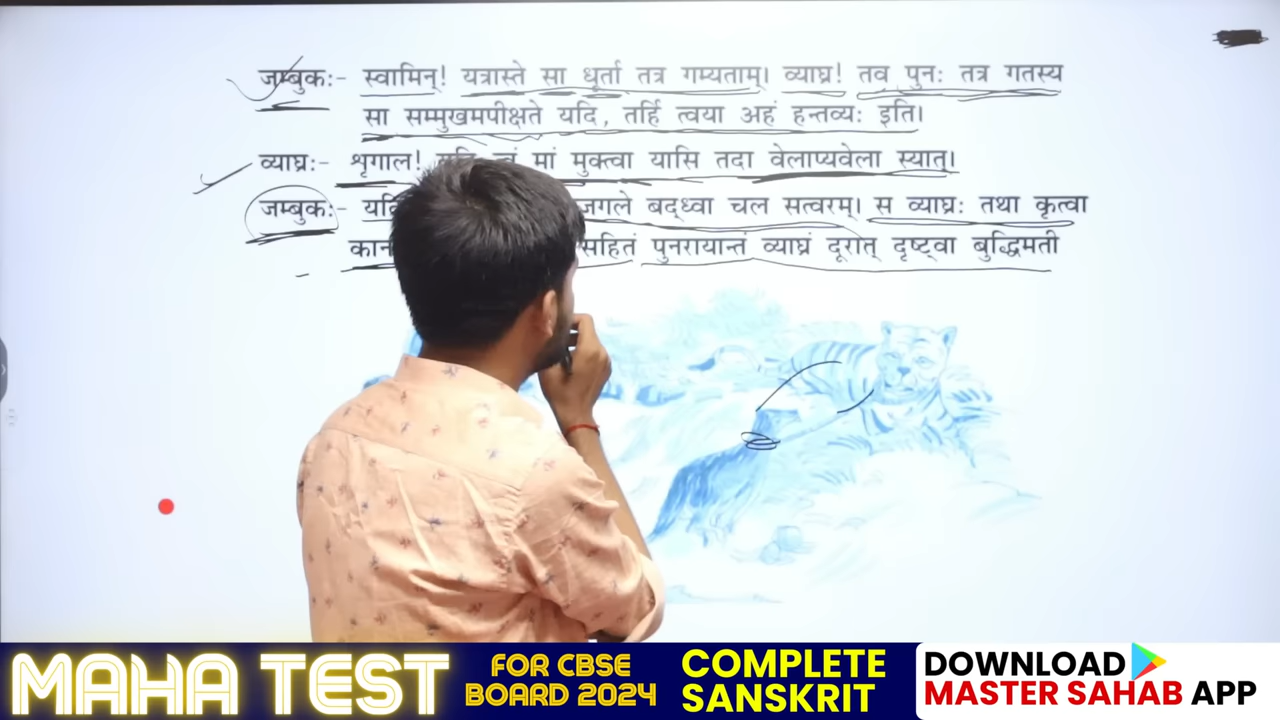 जम्बुकः- स्वामिन्! यत्रास्ते सा धूर्ता तत्र गम्यताम्। व्याघ्र! तव पुनः तत्र गतस्य
सा सम्मुखमपीक्षते यदि, तर्हि त्वया अहं हन्तव्यः इति।
व्याघ्रः- शृगाल! मां मुक्त्वा यासि तदा वेलाप्यवेला स्यात्।
जम्बुकः- जगले बद्ध्वा चल सत्वरम्। स व्याघ्रः तथा कृत्वा
सहितं पुनरायान्तं व्याघ्रं दूरात् दृष्ट्वा बुद्धिमती
MAHA TEST FOR CBSE COMPLETE DOWNLOAD
BOARD 2024 SANSKRIT MASTER SAHAB APP